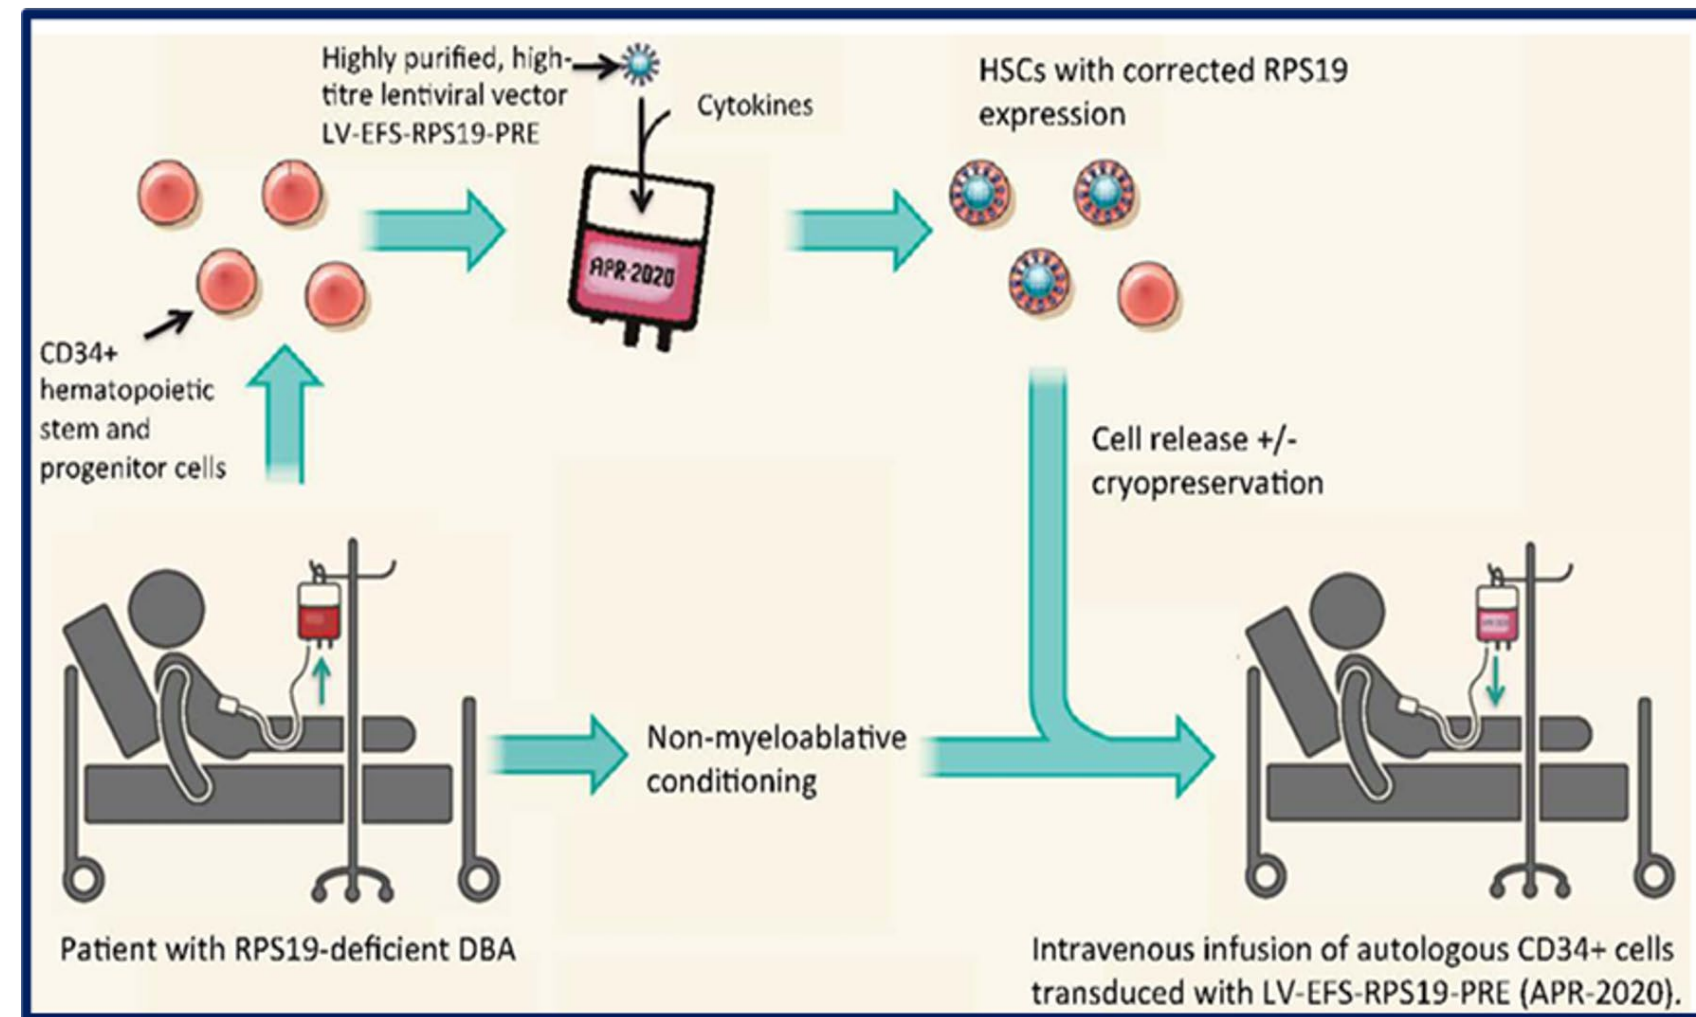 Highly purified, high-
titre lentiviral vector
LV-EFS-RPS19-PRE
Cytokines
HSCs with corrected RPS19
expression
APR-2020
CD34+
hematopoietic
stem and
progenitor cells
Cell release +/-
cryopreservation
Non-myeloablative
conditioning
Patient with RPS19-deficient DBA
Intravenous infusion of autologous CD34+ cells
transduced with LV-EFS-RPS19-PRE (APR-2020).